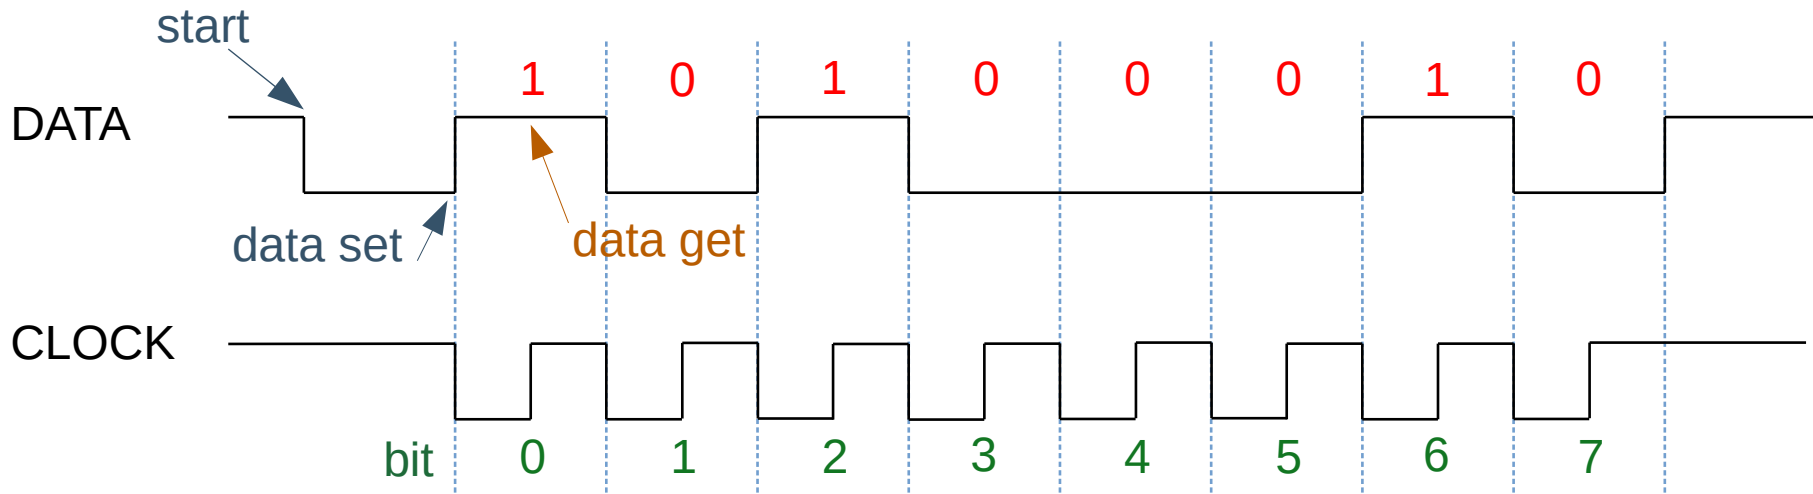 start
1 0 1 0 0 0 1 0
DATA
data set
data get
CLOCK
bit 0 1 2 3 4 5 6 7